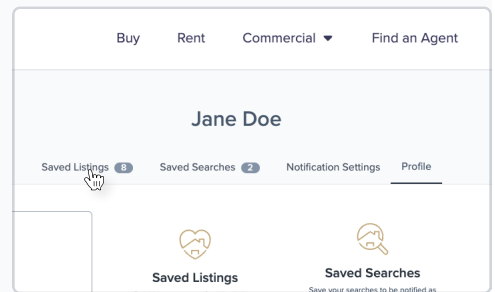 Buy Rent Commercial Find an Agent
Jane Doe
Saved Listings 8 Saved Searches 2 Notification Settings Profile
Saved Listings Saved Searches
Save your searches to be notified as